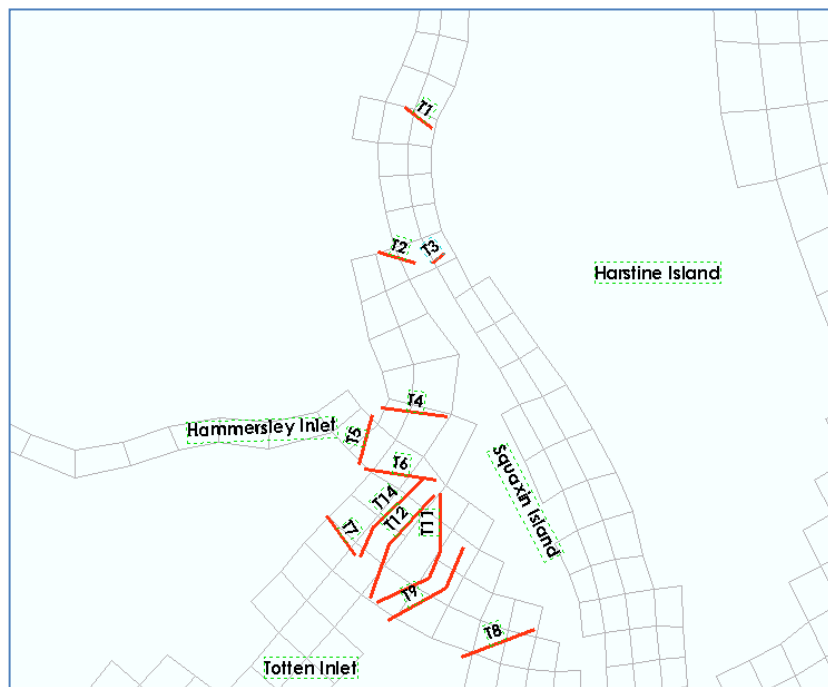 T1
T2
T3
Harstine Island
T4
Hammersley Inlet
T5
T6
Squaxin Island
T14
T12
T11
T7
T9
T8
Totten Inlet